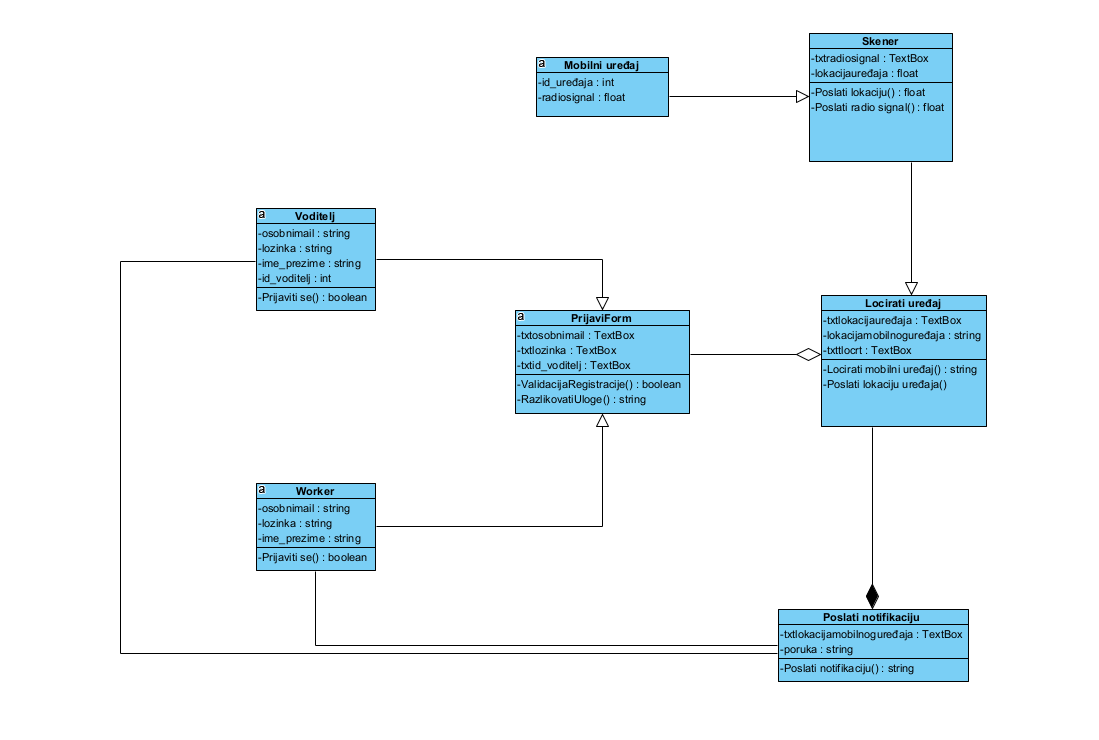 Skener
-txtradiosignal : TextBox
-lokacijauređaja : float
-Poslati lokaciju() : float
-Poslati radio signal() : float
a
Mobilni uređaj
-id_uređaja : int
-radiosignal : float
a
Voditelj
-osobnimail : string
-lozinka : string
-ime_prezime : string
-id_voditelj : int
-Prijaviti se() : boolean
a
PrijaviForm
-txtosobnimail : TextBox
-txtlozinka : TextBox
-txtid_voditelj : TextBox
-ValidacijaRegistracije() : boolean
-RazlikovatiUloge() : string
Locirati uređaj
-txtlokacijauređaja : TextBox
-lokacijamobilnoguređaja : string
-txttlocrt : TextBox
-Locirati mobilni uređaj() : string
-Poslati lokaciju uređaja()
a
Worker
-osobnimail : string
-lozinka : string
-ime_prezime : string
-Prijaviti se() : boolean
Poslati notifikaciju
-txtlokacijamobilnoguređaja : TextBox
-poruka : string
-Poslati notifikaciju() : string